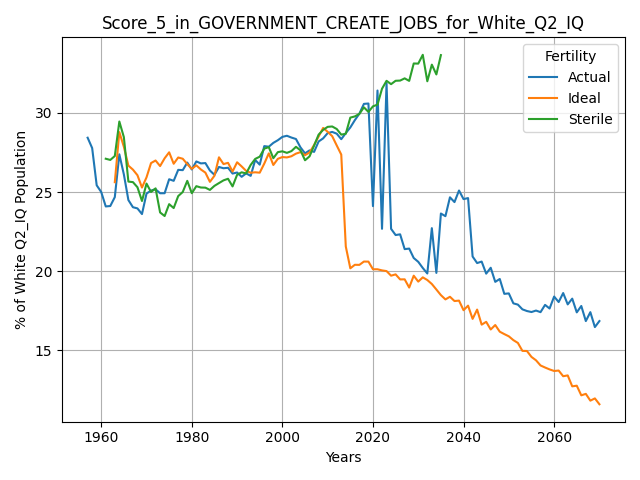 Score_5_in_GOVERNMENT_CREATE_JOBS_for_White_Q2_IQ
Fertility
Actual
Ideal
Sterile
% of White Q2_IQ Population
30
25
20
15
1960
1980
2000
2020
2040
2060
Years